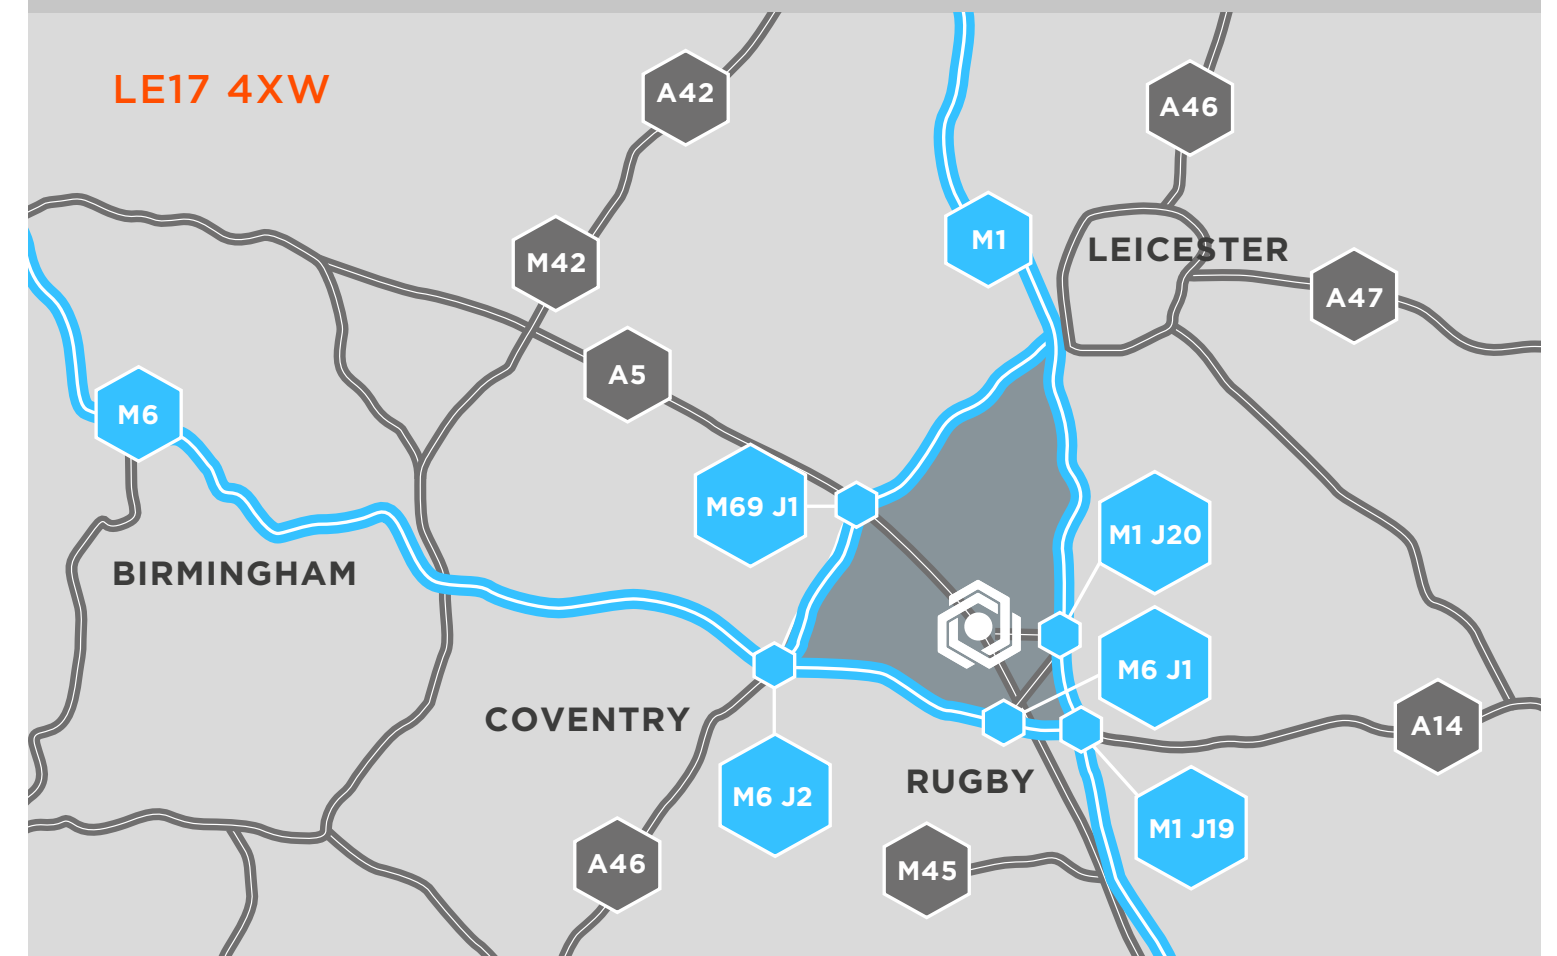 LE17 4XW
A42
A46
M1
LEICESTER
M42
A47
A5
M6
M69 J1
M1 J20
BIRMINGHAM
M6 J1
COVENTRY
A14
RUGBY
M6 J2
M1 J19
A46
M45